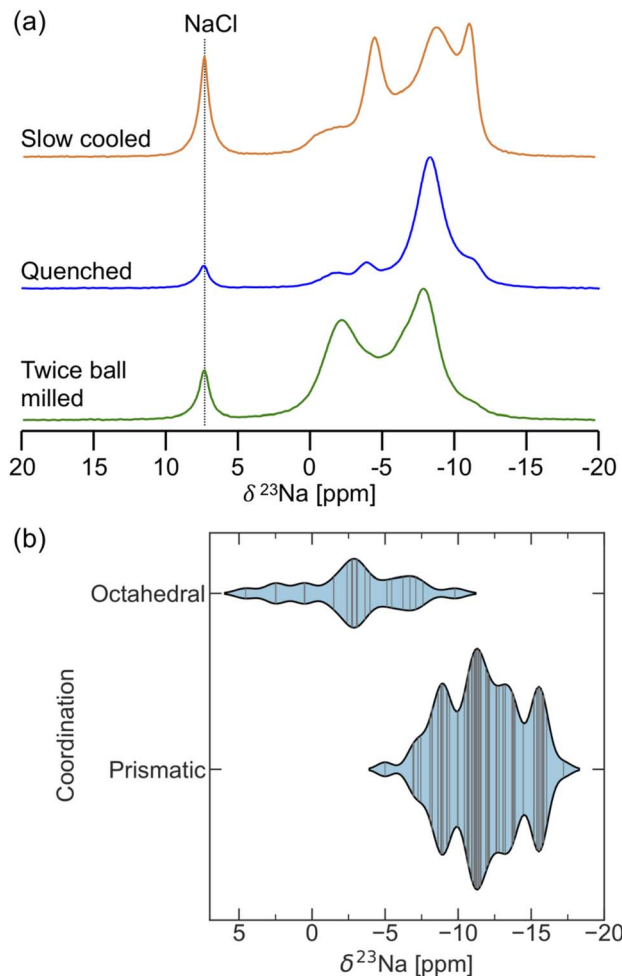 (a)
NaCl
Slow cooled
Quenched
Twice ball
milled
20 15 10 5 0 -5 -10 -15 -20
δ ²³Na [ppm]
(b)
Octahedral
Prismatic
Coordination
5 0 −5 −10 −15 −20
δ²³Na [ppm]